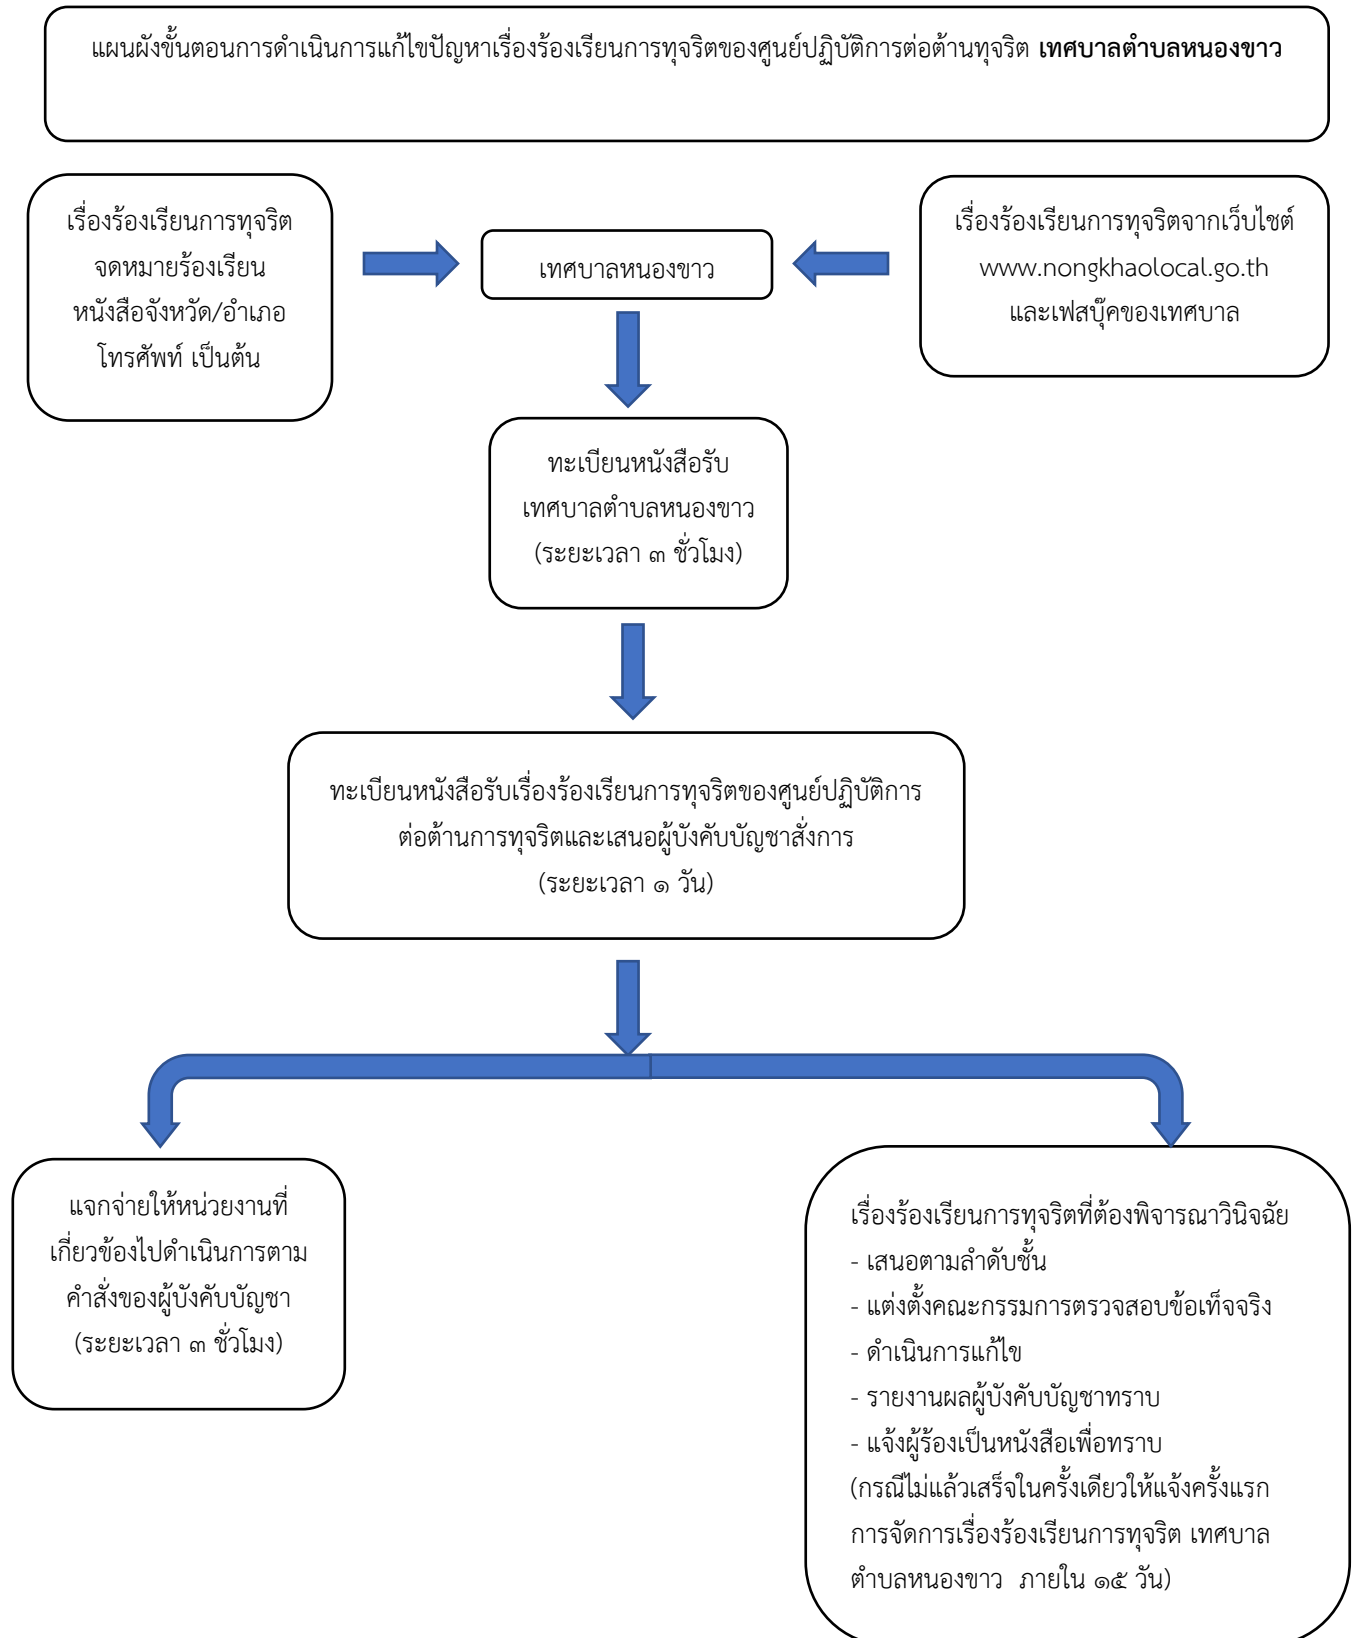 แผนผังขั้นตอนการดำเนินการแก้ไขปัญหาเรื่องร้องเรียนการทุจริตของศูนย์ปฏิบัติการต่อต้านทุจริต เทศบาลตำบลหนองขาว
เรื่องร้องเรียนการทุจริต
จดหมายร้องเรียน
หนังสือจังหวัด/อำเภอ
โทรศัพท์ เป็นต้น
เทศบาลหนองขาว
เรื่องร้องเรียนการทุจริตจากเว็บไซต์
www.nongkhaolocal.go.th
และเฟสบุ๊คของเทศบาล
ทะเบียนหนังสือรับ
เทศบาลตำบลหนองขาว
(ระยะเวลา ๓ ชั่วโมง)
ทะเบียนหนังสือรับเรื่องร้องเรียนการทุจริตของศูนย์ปฏิบัติการ
ต่อต้านการทุจริตและเสนอผู้บังคับบัญชาสั่งการ
(ระยะเวลา ๑ วัน)
แจกจ่ายให้หน่วยงานที่
เกี่ยวข้องไปดำเนินการตาม
คำสั่งของผู้บังคับบัญชา
(ระยะเวลา ๓ ชั่วโมง)
เรื่องร้องเรียนการทุจริตที่ต้องพิจารณาวินิจฉัย
- เสนอตามลำดับชั้น
- แต่งตั้งคณะกรรมการตรวจสอบข้อเท็จจริง
- ดำเนินการแก้ไข
- รายงานผลผู้บังคับบัญชาทราบ
- แจ้งผู้ร้องเป็นหนังสือเพื่อทราบ
(กรณีไม่แล้วเสร็จในครั้งเดียวให้แจ้งครั้งแรก
การจัดการเรื่องร้องเรียนการทุจริต เทศบาล
ตำบลหนองขาว ภายใน ๑๕ วัน)